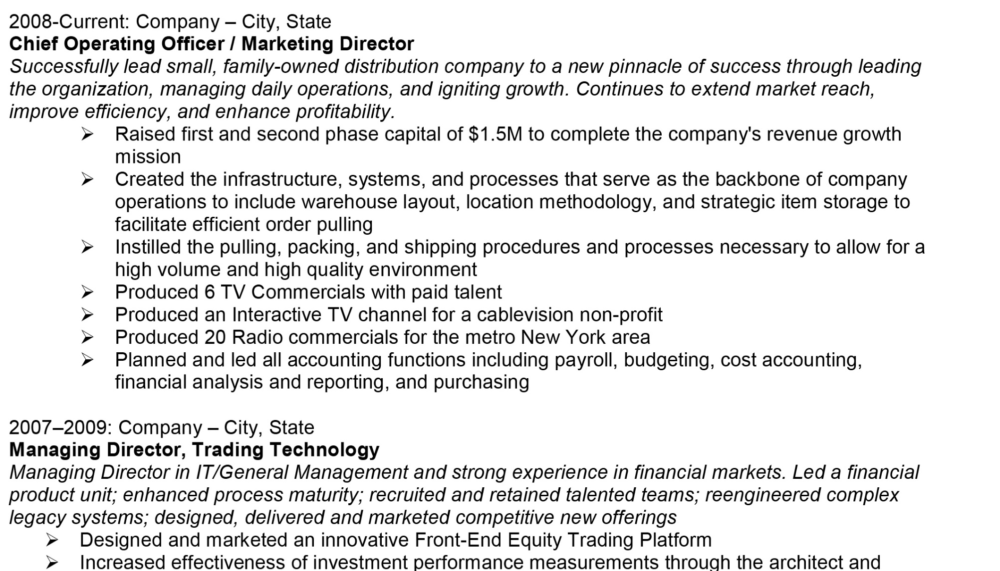 2008-Current: Company – City, State
Chief Operating Officer / Marketing Director
Successfully lead small, family-owned distribution company to a new pinnacle of success through leading
the organization, managing daily operations, and igniting growth. Continues to extend market reach,
improve efficiency, and enhance profitability.
➢ Raised first and second phase capital of $1.5M to complete the company's revenue growth
mission
➢ Created the infrastructure, systems, and processes that serve as the backbone of company
operations to include warehouse layout, location methodology, and strategic item storage to
facilitate efficient order pulling
➢ Instilled the pulling, packing, and shipping procedures and processes necessary to allow for a
high volume and high quality environment
➢ Produced 6 TV Commercials with paid talent
➢ Produced an Interactive TV channel for a cablevision non-profit
➢ Produced 20 Radio commercials for the metro New York area
➢ Planned and led all accounting functions including payroll, budgeting, cost accounting,
financial analysis and reporting, and purchasing
2007–2009: Company – City, State
Managing Director, Trading Technology
Managing Director in IT/General Management and strong experience in financial markets. Led a financial
product unit; enhanced process maturity; recruited and retained talented teams; reengineered complex
legacy systems; designed, delivered and marketed competitive new offerings
➢ Designed and marketed an innovative Front-End Equity Trading Platform
➢ Increased effectiveness of investment performance measurements through the architect and